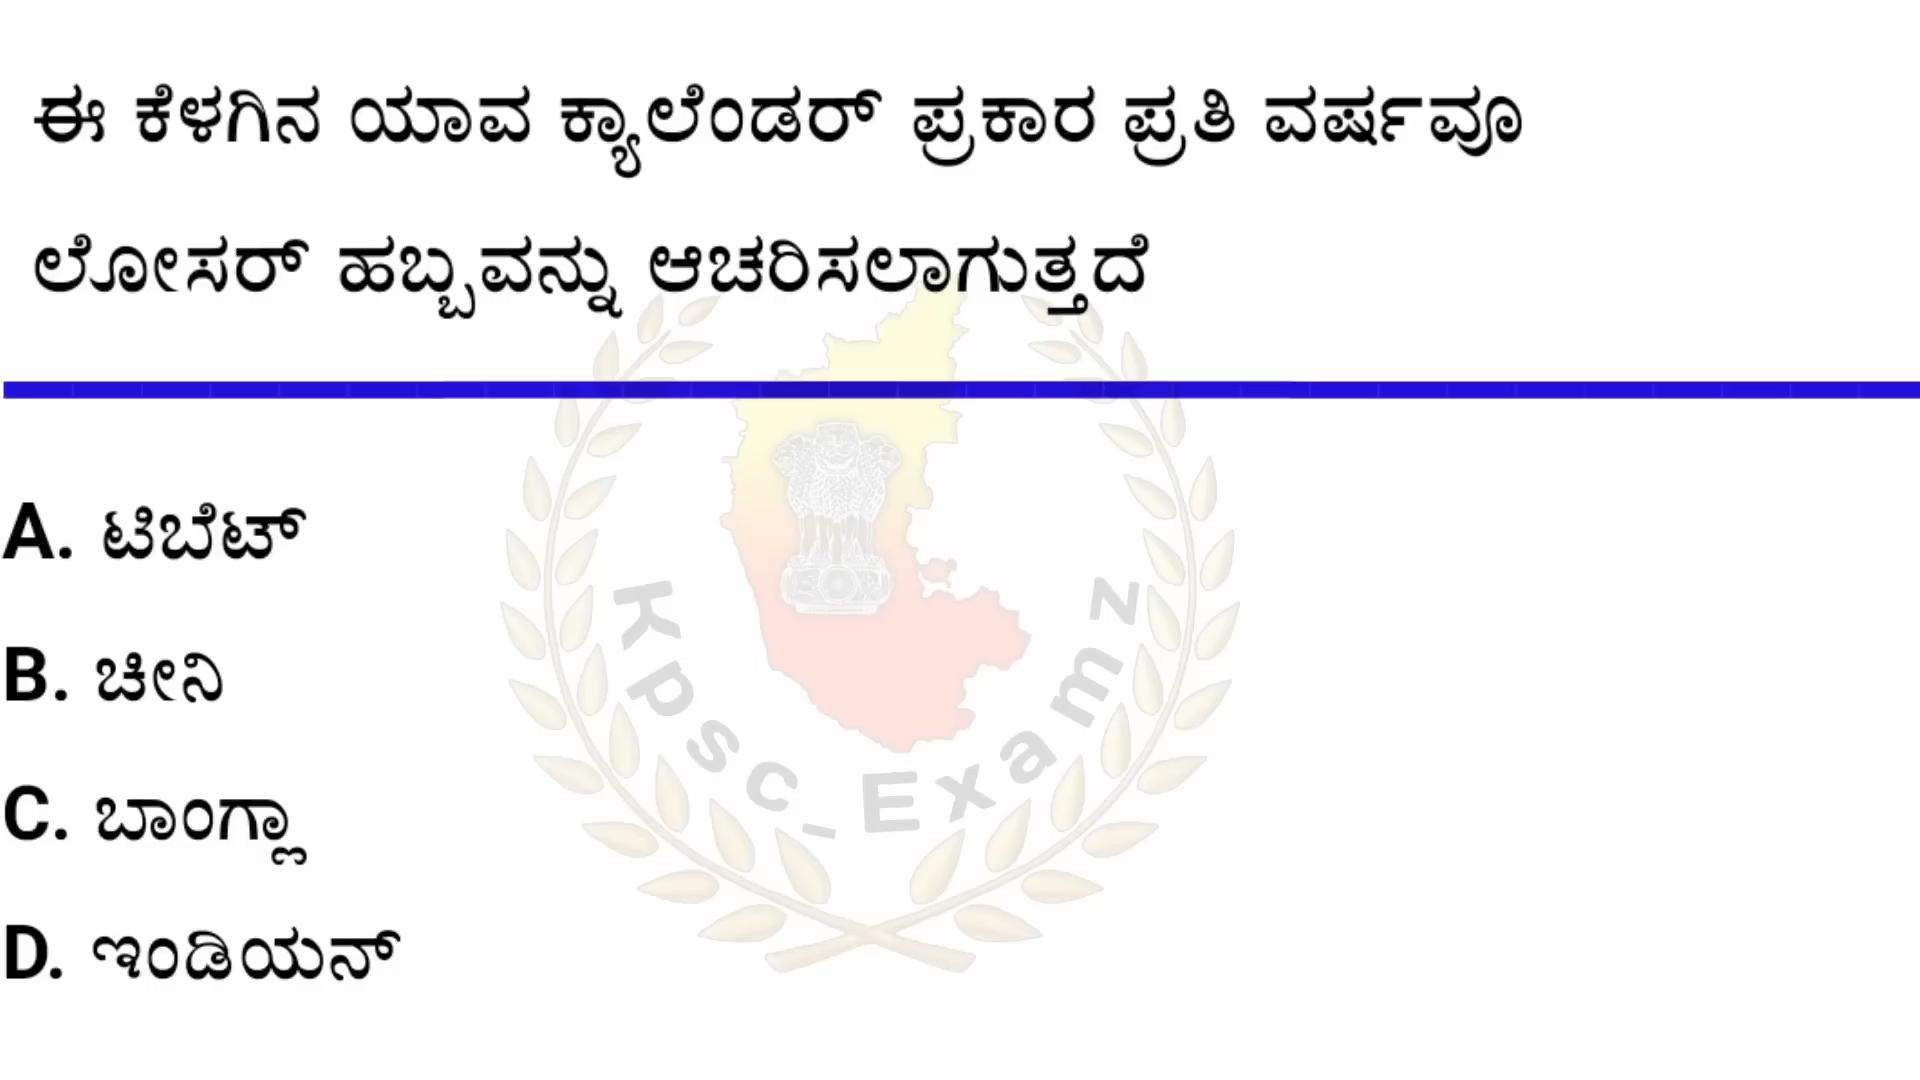 ಈ ಕೆಳಗಿನ ಯಾವ ಕ್ಯಾಲೆಂಡರ್ ಪ್ರಕಾರ ಪ್ರತಿ ವರ್ಷವೂ
ಲೋಸರ್ ಹಬ್ಬವನ್ನು ಆಚರಿಸಲಾಗುತ್ತದೆ
A. ಟಿಬೆಟ್
B. ಚೀನಿ
C. ಬಾಂಗ್ಲಾ
D. ಇಂಡಿಯನ್
Kpsc_Examz